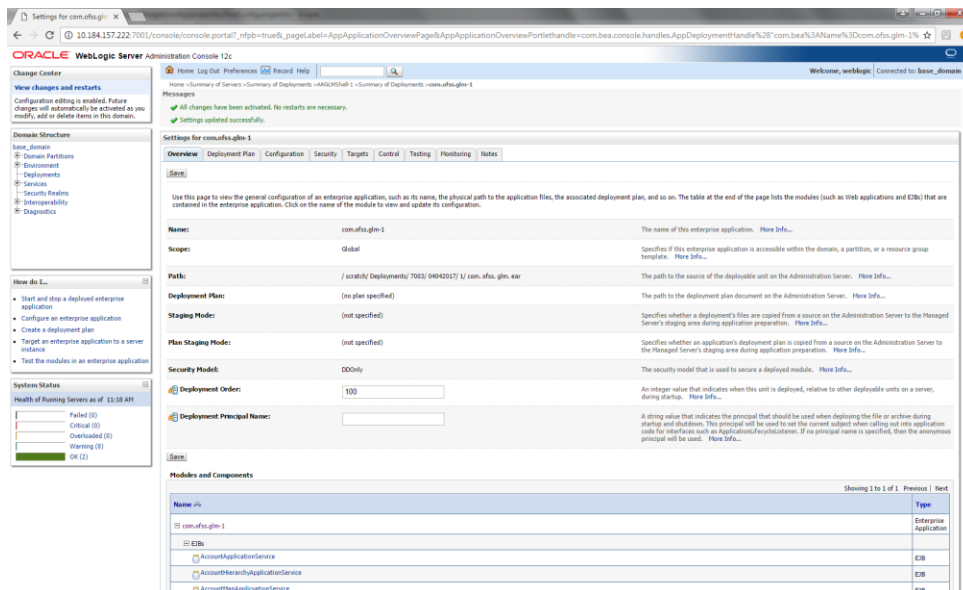 Settings for com.ofss.gln
10.184.157.222:7001/console/console.portal?_nfpb=true&_pageLabel=AppApplicationOverviewPage&AppApplicationOverviewPortlethandle=com.bea.console.handles.AppDeploymentHandle%28"com.bea%3AName%3Dcom.ofss.glm-1%
ORACLE WebLogic Server Administration Console 12c
Change Center
View changes and restarts
Configuration editing is enabled. Future
changes will automatically be activated as you
modify, add or delete items in this domain.
Domain Structure
base_domain
Domain Partitions
Environment
Deployments
Services
Security Realms
Interoperability
Diagnostics
How do I...
Start and stop a deployed enterprise
application
Configure an enterprise application
Create a deployment plan
Target an enterprise application to a server
instance
Test the modules in an enterprise application
System Status
Health of Running Servers as of 11:18 AM
Failed (0)
Critical (0)
Overloaded (0)
Warning (0)
OK (2)
Home Log Out Preferences Record Help
Welcome, weblogic Connected to: base_domain
Home >Summary of Servers >Summary of Deployments >AAGLMShell-1 >Summary of Deployments >com.ofss.glm-1
Messages
All changes have been activated. No restarts are necessary.
Settings updated successfully.
Settings for com.ofss.glm-1
Overview Deployment Plan Configuration Security Targets Control Testing Monitoring Notes
Save
Use this page to view the general configuration of an enterprise application, such as its name, the physical path to the application files, the associated deployment plan, and so on. The table at the end of the page lists the modules (such as Web applications and EJBs) that are
contained in the enterprise application. Click on the name of the module to view and update its configuration.
Name: com.ofss.glm-1 The name of this enterprise application. More Info...
Scope: Global Specifies if this enterprise application is accessible within the domain, a partition, or a resource group
template. More Info...
Path: / scratch/ Deployments/ 7003/ 04042017/ 1/ com. ofss. glm. ear The path to the source of the deployable unit on the Administration Server. More Info...
Deployment Plan: (no plan specified) The path to the deployment plan document on the Administration Server. More Info...
Staging Mode: (not specified) Specifies whether a deployment's files are copied from a source on the Administration Server to the Managed
Server's staging area during application preparation. More Info...
Plan Staging Mode: (not specified) Specifies whether an application's deployment plan is copied from a source on the Administration Server to
the Managed Server's staging area during application preparation. More Info...
Security Model: DDOnly The security model that is used to secure a deployed module. More Info...
Deployment Order: 100 An integer value that indicates when this unit is deployed, relative to other deployable units on a server,
during startup. More Info...
Deployment Principal Name: A string value that indicates the principal that should be used when deploying the file or archive during
startup and shutdown. This principal will be used to set the current subject when calling out into application
code for interfaces such as ApplicationLifecycleListener. If no principal name is specified, then the anonymous
principal will be used. More Info...
Save
Modules and Components
Showing 1 to 1 of 1 Previous | Next
Name Type
com.ofss.glm-1 Enterprise
Application
EJBs
AccountApplicationService EJB
AccountHierarchyApplicationService EJB
AccountMapApplicationService EJB